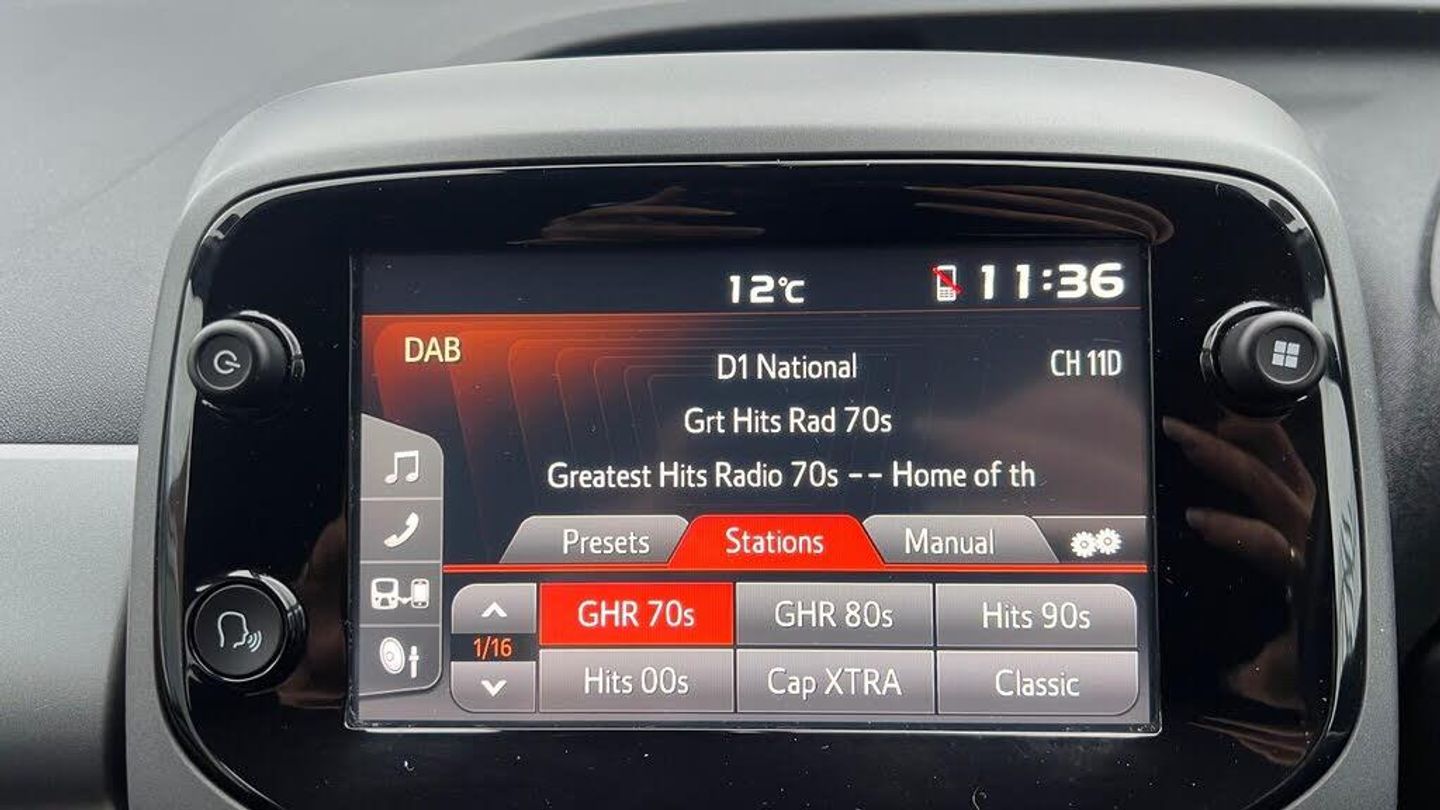 12°C 11:36
DAB
D1 National CH 11D
Grt Hits Rad 70s
Greatest Hits Radio 70s -- Home of th
Presets Stations Manual
GHR 70s GHR 80s Hits 90s
1/16
Hits 00s Cap XTRA Classic